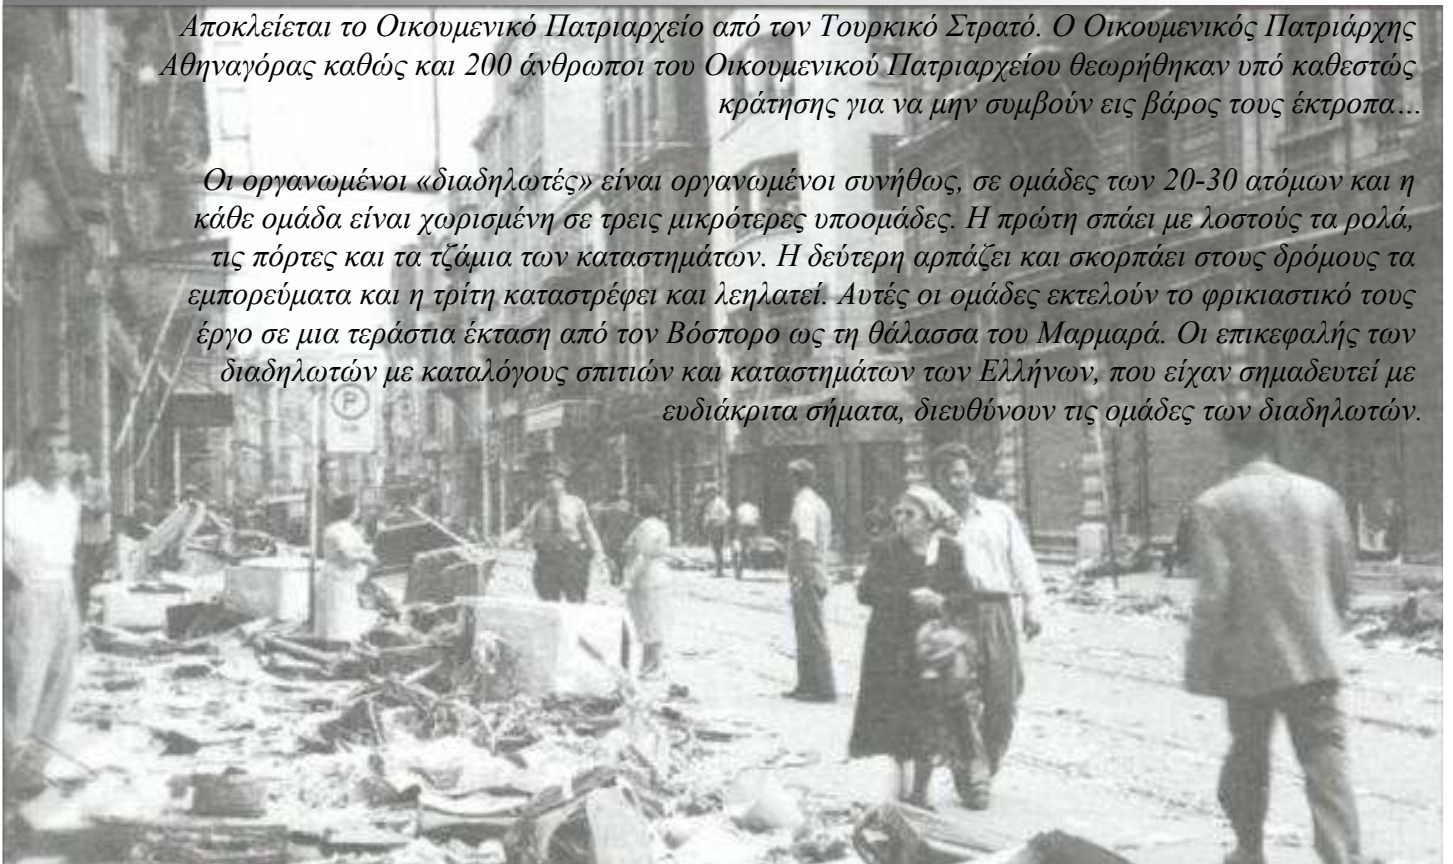 Αποκλείεται το Οικουμενικό Πατριαρχείο από τον Τουρκικό Στρατό. Ο Οικουμενικός Πατριάρχης
Αθηναγόρας καθώς και 200 άνθρωποι του Οικουμενικού Πατριαρχείου θεωρήθηκαν υπό καθεστώς
κράτησης για να μην συμβούν εις βάρος τους έκτροπα…
Οι οργανωμένοι «διαδηλωτές» είναι οργανωμένοι συνήθως, σε ομάδες των 20-30 ατόμων και η
κάθε ομάδα είναι χωρισμένη σε τρεις μικρότερες υποομάδες. Η πρώτη σπάει με λοστούς τα ρολά,
τις πόρτες και τα τζάμια των καταστημάτων. Η δεύτερη αρπάζει και σκορπάει στους δρόμους τα
εμπορεύματα και η τρίτη καταστρέφει και λεηλατεί. Αυτές οι ομάδες εκτελούν το φρικιαστικό τους
έργο σε μια τεράστια έκταση από τον Βόσπορο ως τη θάλασσα του Μαρμαρά. Οι επικεφαλής των
διαδηλωτών με καταλόγους σπιτιών και καταστημάτων των Ελλήνων, που είχαν σημαδευτεί με
ευδιάκριτα σήματα, διευθύνουν τις ομάδες των διαδηλωτών.
P